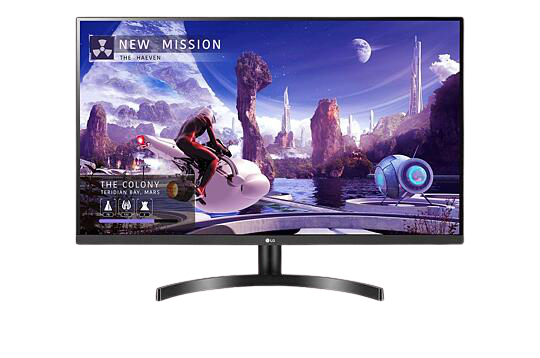 NEW MISSION
THE HAEVEN
THE COLONY
TERIDIAN BAY, MARS
LG